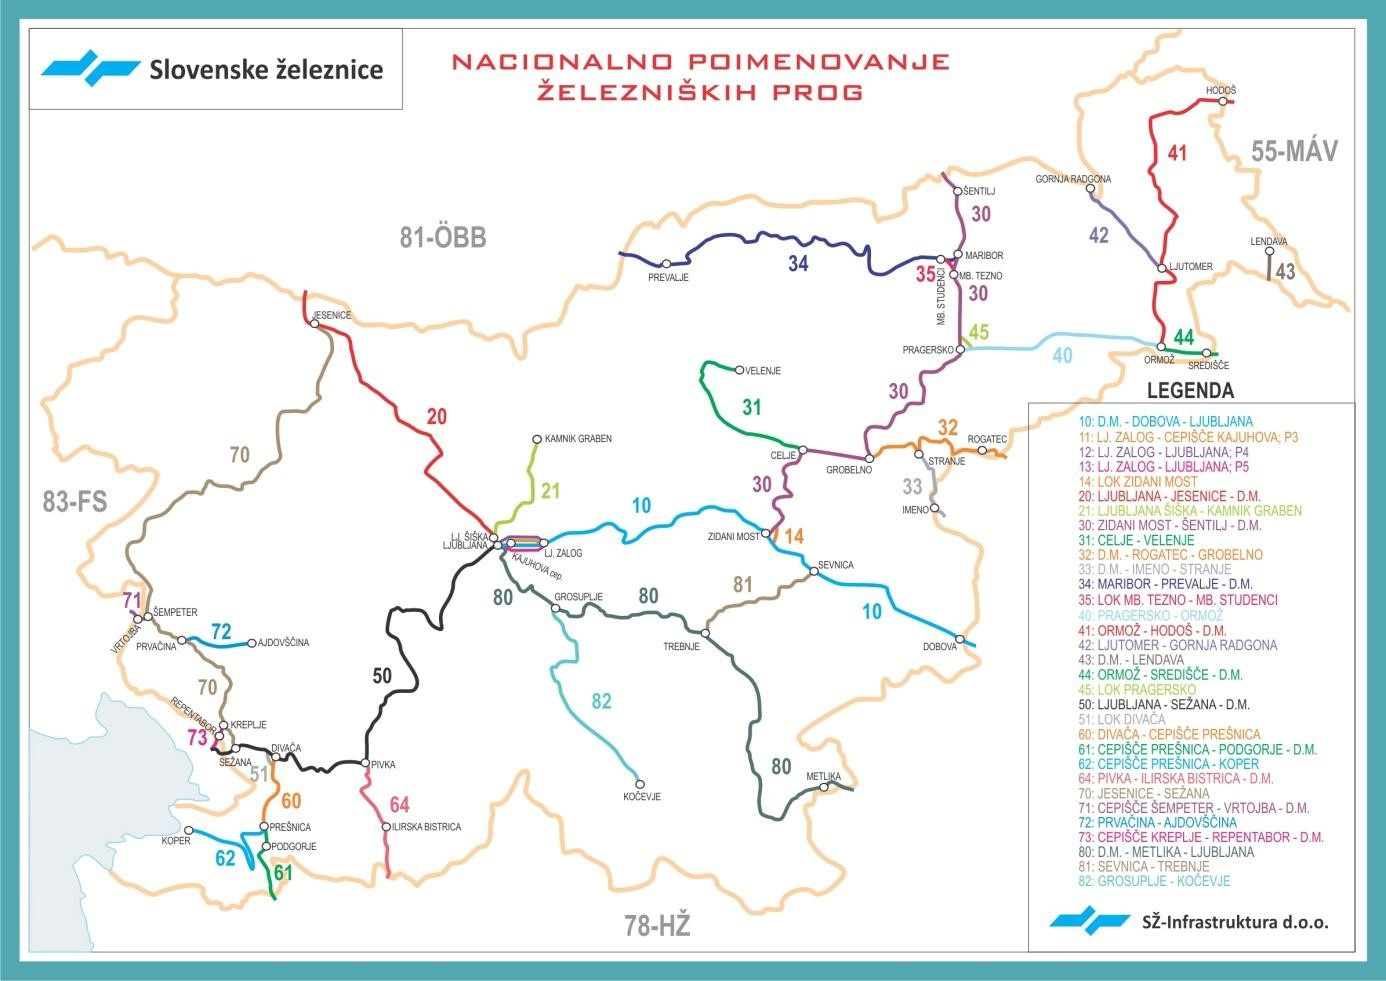 Slovenske železnice
NACIONALNO POIMENOVANJE
ŽELEZNIŠKIH PROG
HODOŠ
55-MÁV
41
GORNJA RADGONA
ŠENTILJ
30
81-ÖBB
42
LENDAVA
43
34
PREVALJE
MARIBOR
LJUTOMER
35
MB. TEZNO
MB. STUDENCI
30
JESENICE
45
PRAGERSKO
40
44
ORMOŽ
SREDIŠČE
VELENJE
30
31
20
32
ROGATEC
KAMNIK GRABEN
CELJE
GROBELNO
STRANJE
70
83-FS
21
30
33
IMENO
10
LJ. ŠIŠKA
LJUBLJANA
LJ. ZALOG
KAJUHOVA cep.
ZIDANI MOST
14
SEVNICA
81
71
ŠEMPETER
VRTOJBA
80
GROSUPLJE
80
10
72
PRVAČINA
AJDOVŠČINA
TREBNJE
DOBOVA
70
50
82
REPENTABOR
KREPLJE
73
SEŽANA
DIVAČA
51
PIVKA
80
METLIKA
KOČEVJE
60
64
PREŠNICA
ILIRSKA BISTRICA
KOPER
PODGORJE
62
61
78-HŽ
LEGENDA
10: D.M. - DOBOVA - LJUBLJANA
11: LJ. ZALOG - CEPIŠČE KAJUHOVA; P3
12: LJ. ZALOG - LJUBLJANA; P4
13: LJ. ZALOG - LJUBLJANA; P5
14: LOK ZIDANI MOST
20: LJUBLJANA - JESENICE - D.M.
21: LJUBLJANA ŠIŠKA - KAMNIK GRABEN
30: ZIDANI MOST - ŠENTILJ - D.M.
31: CELJE - VELENJE
32: D.M. - ROGATEC - GROBELNO
33: D.M. - IMENO - STRANJE
34: MARIBOR - PREVALJE - D.M.
35: LOK MB. TEZNO - MB. STUDENCI
40: PRAGERSKO - ORMOŽ
41: ORMOŽ - HODOŠ - D.M.
42: LJUTOMER - GORNJA RADGONA
43: D.M. - LENDAVA
44: ORMOŽ - SREDIŠČE - D.M.
45: LOK PRAGERSKO
50: LJUBLJANA - SEŽANA - D.M.
51: LOK DIVAČA
60: DIVAČA - CEPIŠČE PREŠNICA
61: CEPIŠČE PREŠNICA - PODGORJE - D.M.
62: CEPIŠČE PREŠNICA - KOPER
64: PIVKA - ILIRSKA BISTRICA - D.M.
70: JESENICE - SEŽANA
71: CEPIŠČE ŠEMPETER - VRTOJBA - D.M.
72: PRVAČINA - AJDOVŠČINA
73: CEPIŠČE KREPLJE - REPENTABOR - D.M.
80: D.M. - METLIKA - LJUBLJANA
81: SEVNICA - TREBNJE
82: GROSUPLJE - KOČEVJE
SŽ-Infrastruktura d.o.o.